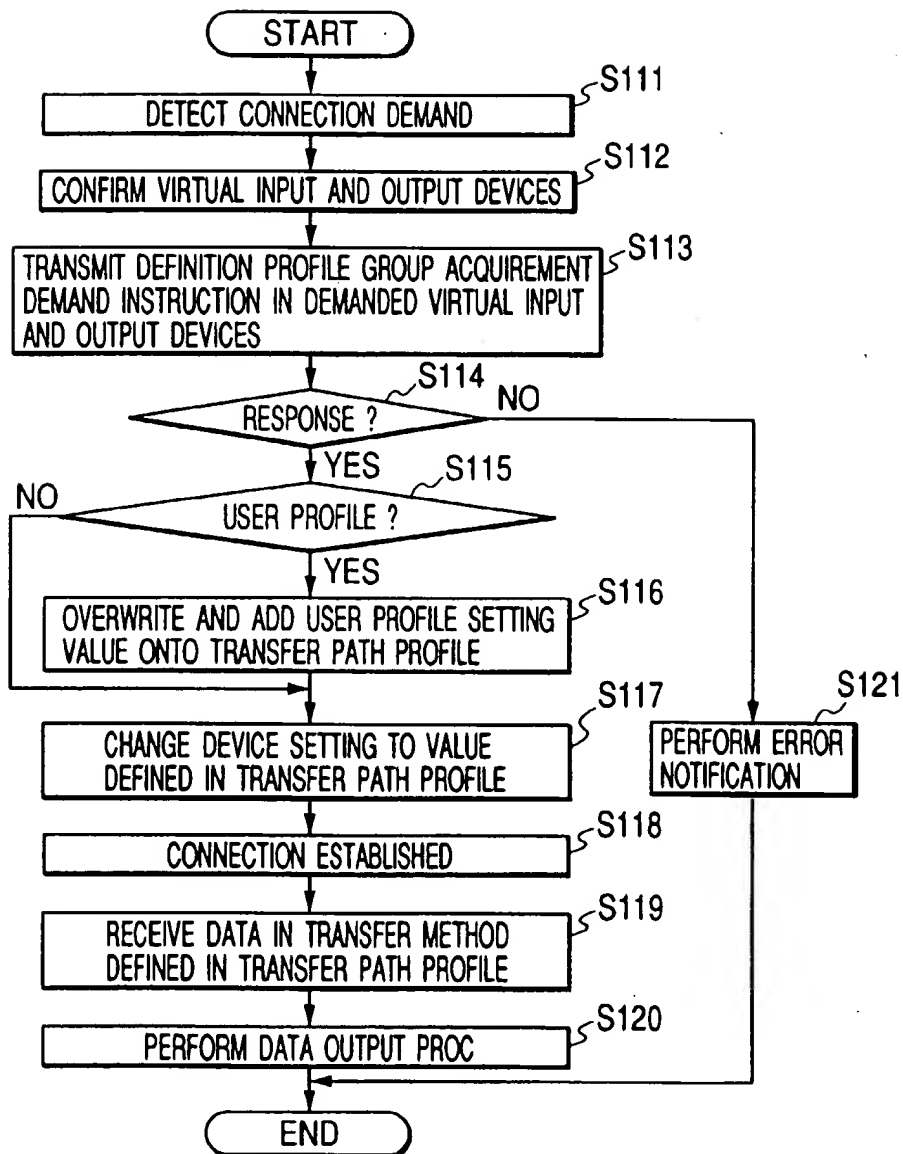 START
S111
DETECT CONNECTION DEMAND
S112
CONFIRM VIRTUAL INPUT AND OUTPUT DEVICES
S113
TRANSMIT DEFINITION PROFILE GROUP ACQUIREMENT
DEMAND INSTRUCTION IN DEMANDED VIRTUAL INPUT
AND OUTPUT DEVICES
S114
RESPONSE ?
NO
YES
S115
NO
USER PROFILE ?
YES
S116
OVERWRITE AND ADD USER PROFILE SETTING
VALUE ONTO TRANSFER PATH PROFILE
S117
CHANGE DEVICE SETTING TO VALUE
DEFINED IN TRANSFER PATH PROFILE
S121
PERFORM ERROR
NOTIFICATION
S118
CONNECTION ESTABLISHED
S119
RECEIVE DATA IN TRANSFER METHOD
DEFINED IN TRANSFER PATH PROFILE
S120
PERFORM DATA OUTPUT PROC
END